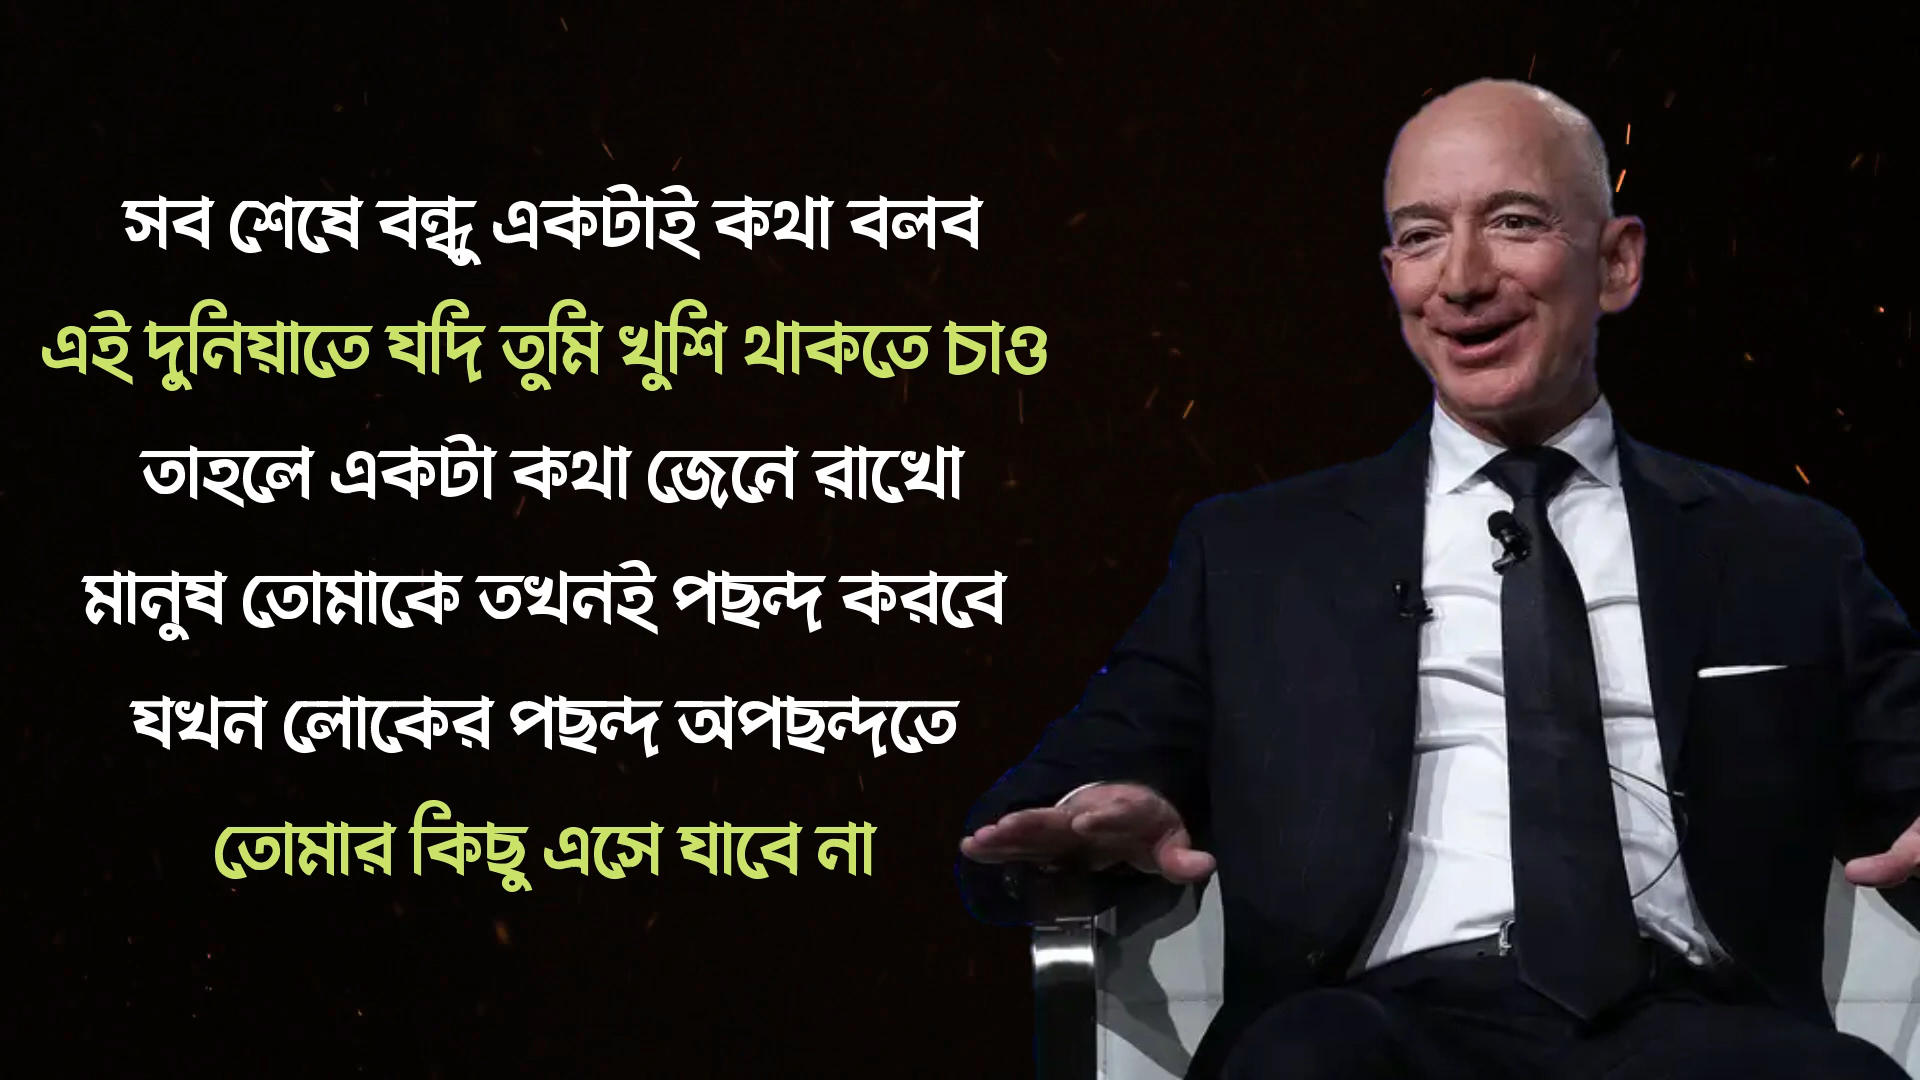 সব শেষে বন্ধু একটাই কথা বলব
এই দুনিয়াতে যদি তুমি খুশি থাকতে চাও
তাহলে একটা কথা জেনে রাখো
মানুষ তোমাকে তখনই পছন্দ করবে
যখন লোকের পছন্দ অপছন্দতে
তোমার কিছু এসে যাবে না